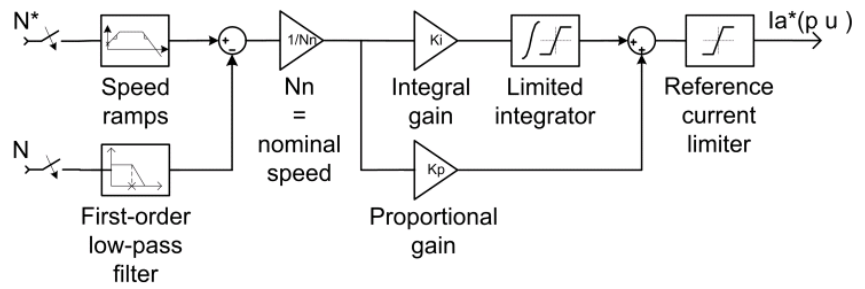 N*
Ia*(p u)
+
-
1/Nn
Ki
+
+
Speed
ramps
Nn
=
nominal
speed
Integral
gain
Limited
integrator
Reference
current
limiter
N
Kp
First-order
low-pass
filter
Proportional
gain